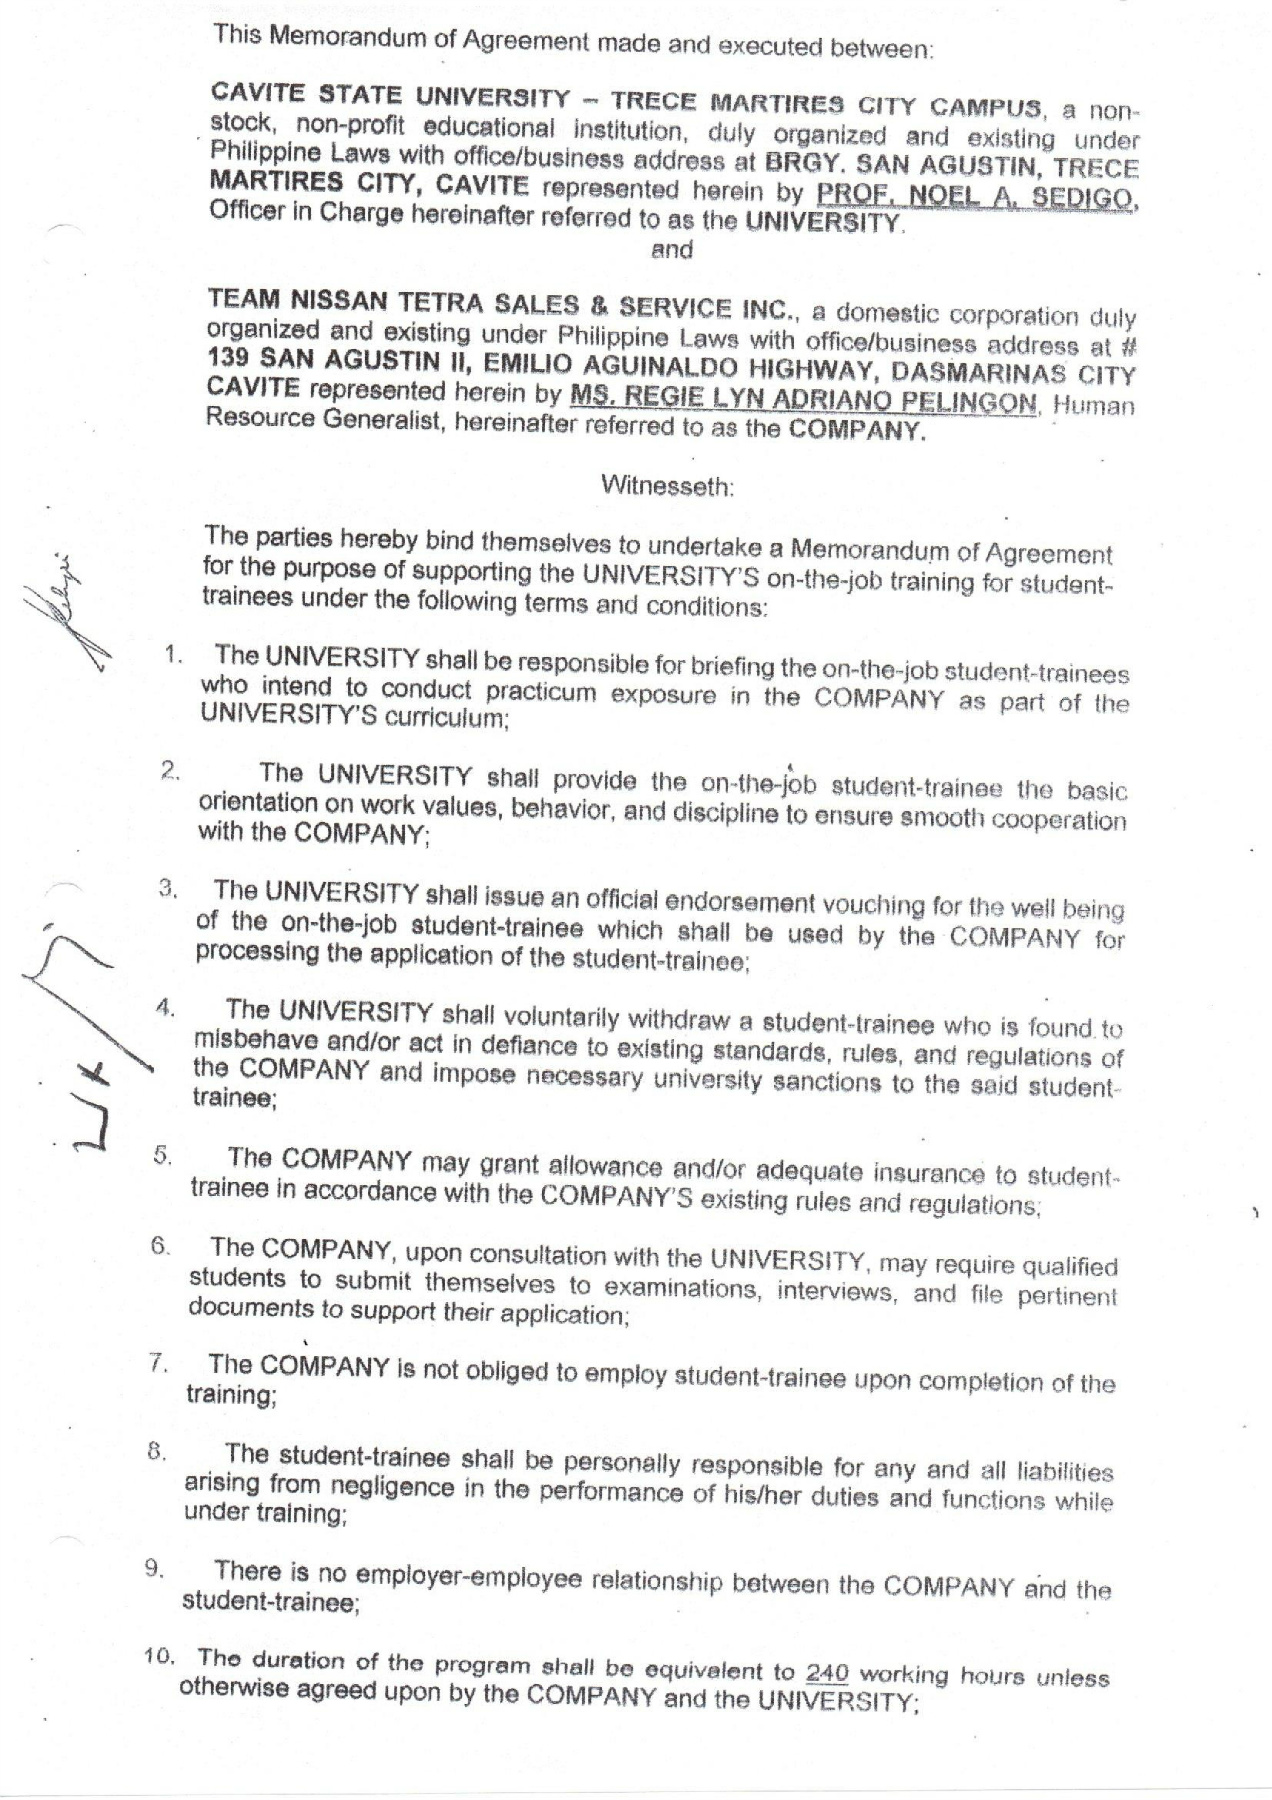 This Memorandum of Agreement made and executed between:
CAVITE STATE UNIVERSITY – TRECE MARTIRES CITY CAMPUS, a non-
stock, non-profit educational institution, duly organized and existing under
Philippine Laws with office/business address at BRGY. SAN AGUSTIN, TRECE
MARTIRES CITY, CAVITE represented herein by PROF. NOEL A. SEDIGO,
Officer in Charge hereinafter referred to as the UNIVERSITY.
and
TEAM NISSAN TETRA SALES & SERVICE INC., a domestic corporation duly
organized and existing under Philippine Laws with office/business address at #
139 SAN AGUSTIN II, EMILIO AGUINALDO HIGHWAY, DASMARINAS CITY
CAVITE represented herein by MS. REGIE LYN ADRIANO PELINGON, Human
Resource Generalist, hereinafter referred to as the COMPANY.
Witnesseth:
The parties hereby bind themselves to undertake a Memorandum of Agreement
for the purpose of supporting the UNIVERSITY'S on-the-job training for student-
trainees under the following terms and conditions:
1. The UNIVERSITY shall be responsible for briefing the on-the-job student-trainees
who intend to conduct practicum exposure in the COMPANY as part of the
UNIVERSITY'S curriculum;
2. The UNIVERSITY shall provide the on-the-job student-trainee the basic
orientation on work values, behavior, and discipline to ensure smooth cooperation
with the COMPANY;
3. The UNIVERSITY shall issue an official endorsement vouching for the well being
of the on-the-job student-trainee which shall be used by the COMPANY for
processing the application of the student-trainee;
4. The UNIVERSITY shall voluntarily withdraw a student-trainee who is found to
misbehave and/or act in defiance to existing standards, rules, and regulations of
the COMPANY and impose necessary university sanctions to the said student-
trainee;
5. The COMPANY may grant allowance and/or adequate insurance to student-
trainee in accordance with the COMPANY'S existing rules and regulations;
6. The COMPANY, upon consultation with the UNIVERSITY, may require qualified
students to submit themselves to examinations, interviews, and file pertinent
documents to support their application;
7. The COMPANY is not obliged to employ student-trainee upon completion of the
training;
8. The student-trainee shall be personally responsible for any and all liabilities
arising from negligence in the performance of his/her duties and functions while
under training;
9. There is no employer-employee relationship between the COMPANY and the
student-trainee;
10. The duration of the program shall be equivalent to 240 working hours unless
otherwise agreed upon by the COMPANY and the UNIVERSITY;